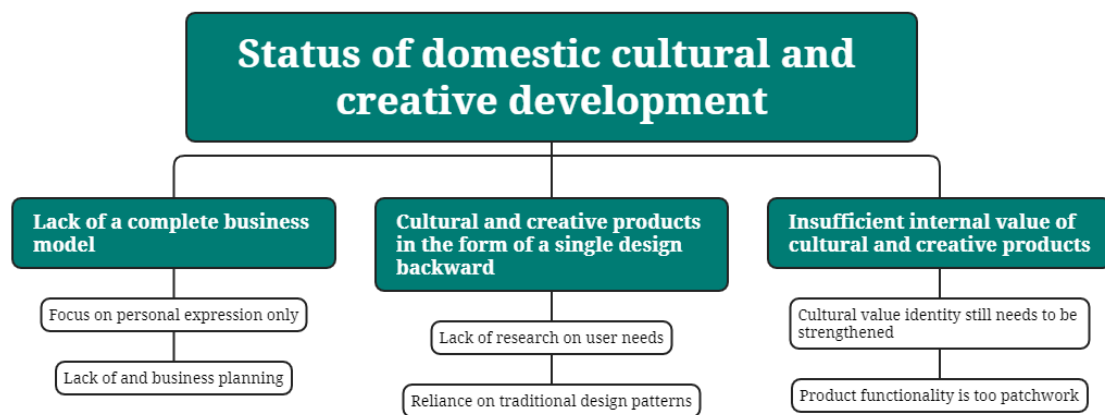 Status of domestic cultural and
creative development
Lack of a complete business
model
Focus on personal expression only
Lack of and business planning
Cultural and creative products
in the form of a single design
backward
Lack of research on user needs
Reliance on traditional design patterns
Insufficient internal value of
cultural and creative products
Cultural value identity still needs to be
strengthened
Product functionality is too patchwork